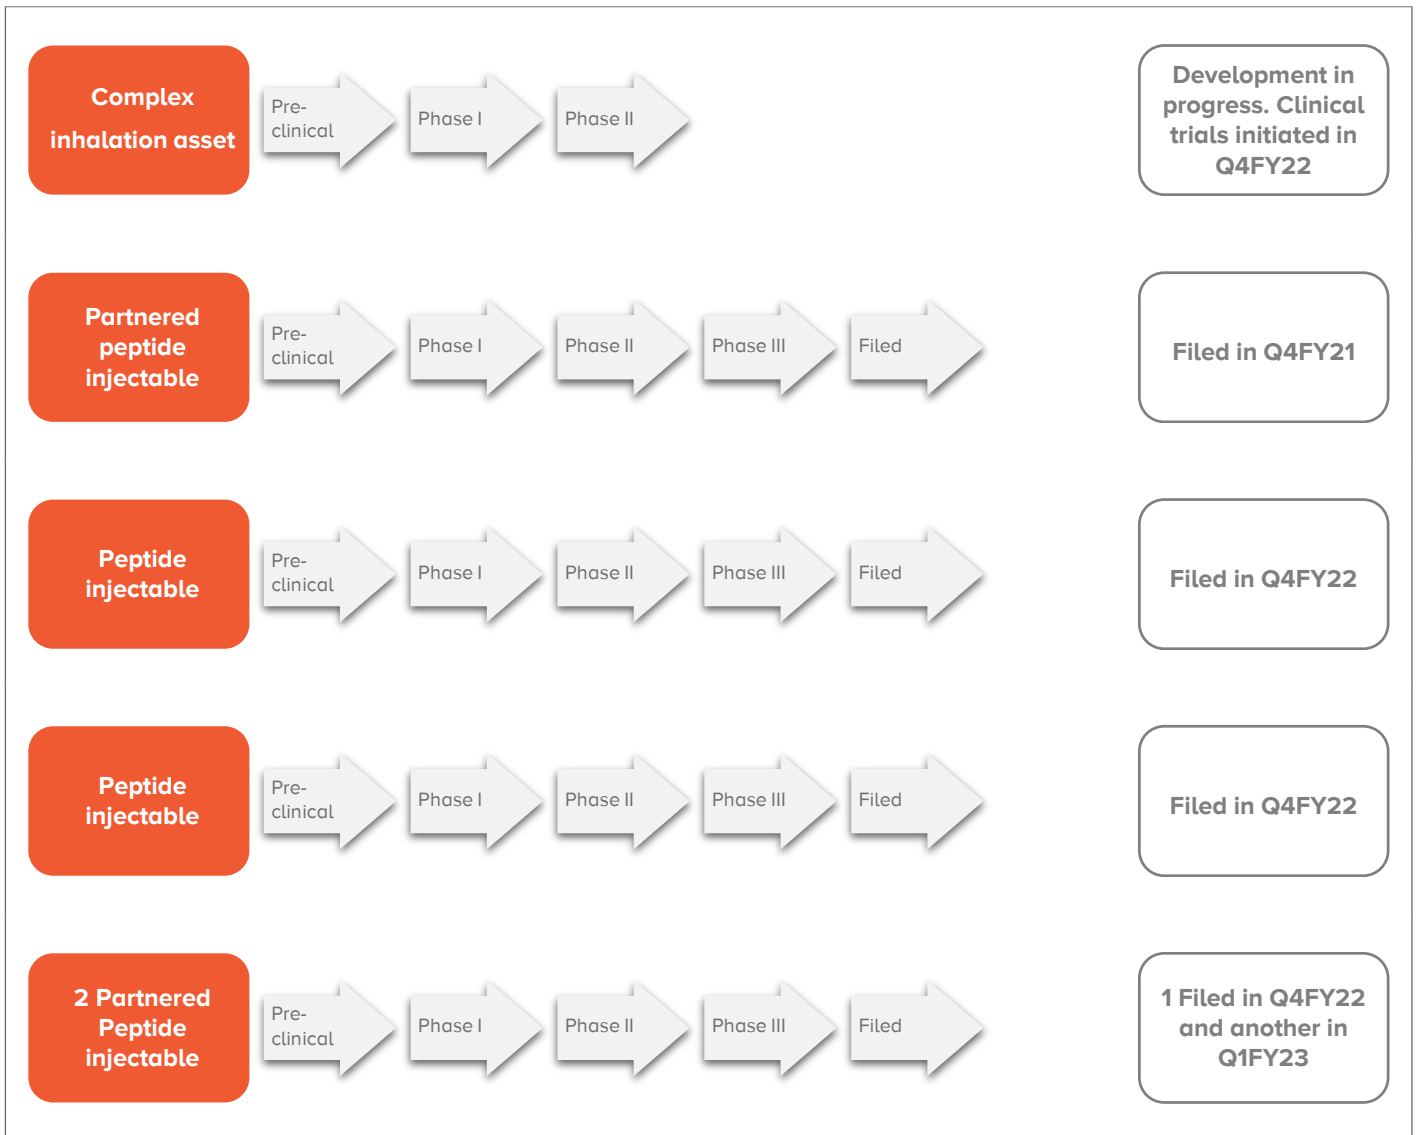 Complex
inhalation asset
Pre-
clinical
Phase I
Phase II
Development in
progress. Clinical
trials initiated in
Q4FY22
Partnered
peptide
injectable
Pre-
clinical
Phase I
Phase II
Phase III
Filed
Filed in Q4FY21
Peptide
injectable
Pre-
clinical
Phase I
Phase II
Phase III
Filed
Filed in Q4FY22
Peptide
injectable
Pre-
clinical
Phase I
Phase II
Phase III
Filed
Filed in Q4FY22
2 Partnered
Peptide
injectable
Pre-
clinical
Phase I
Phase II
Phase III
Filed
1 Filed in Q4FY22
and another in
Q1FY23